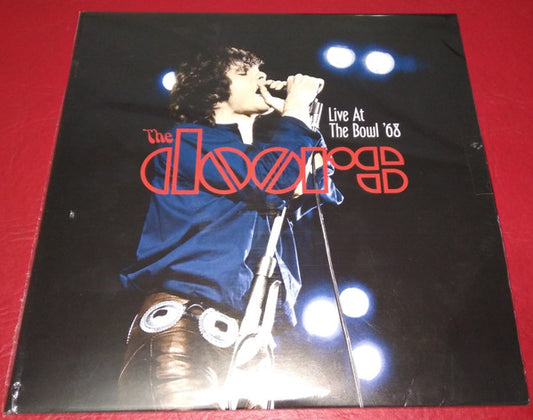 Live At
The Bowl '68
The
doors